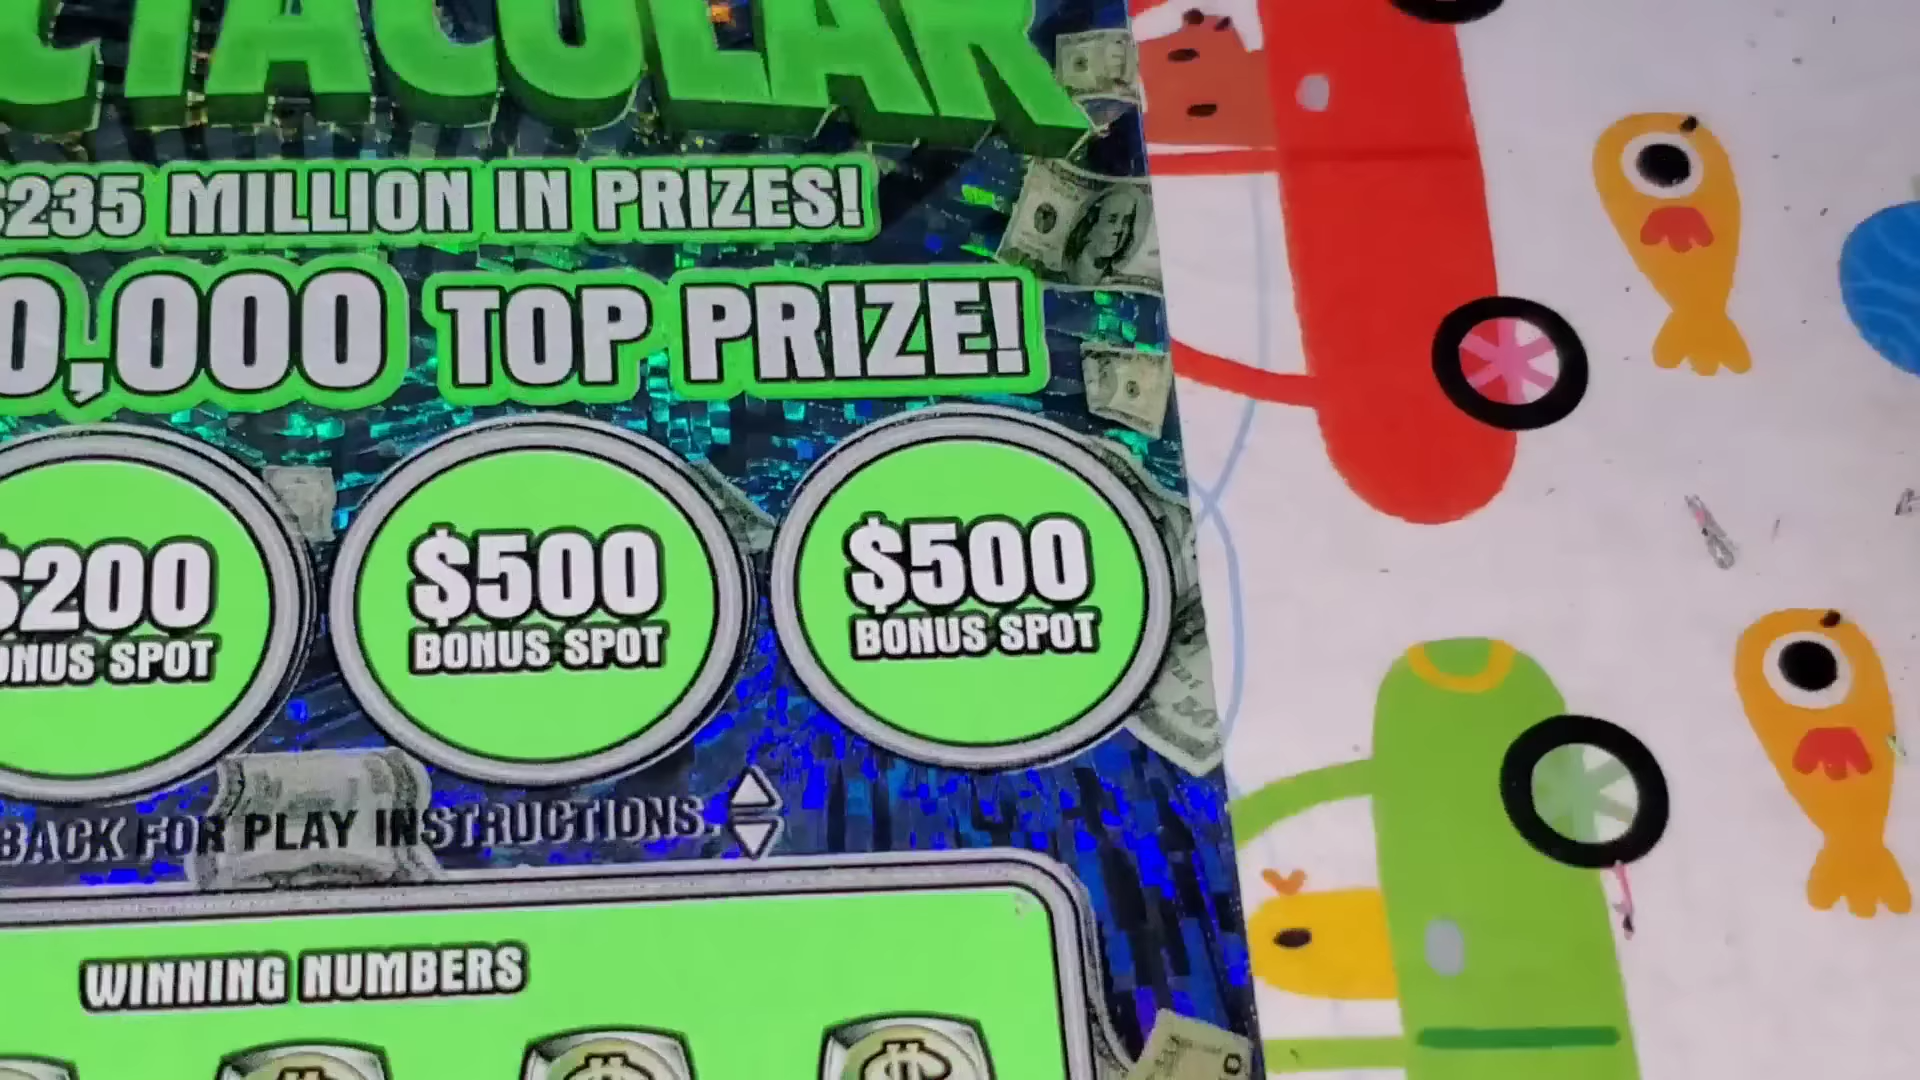 CTACULAR
$235 MILLION IN PRIZES!
0,000 TOP PRIZE!
$200
BONUS SPOT
$500
BONUS SPOT
$500
BONUS SPOT
BACK FOR PLAY INSTRUCTIONS.
WINNING NUMBERS